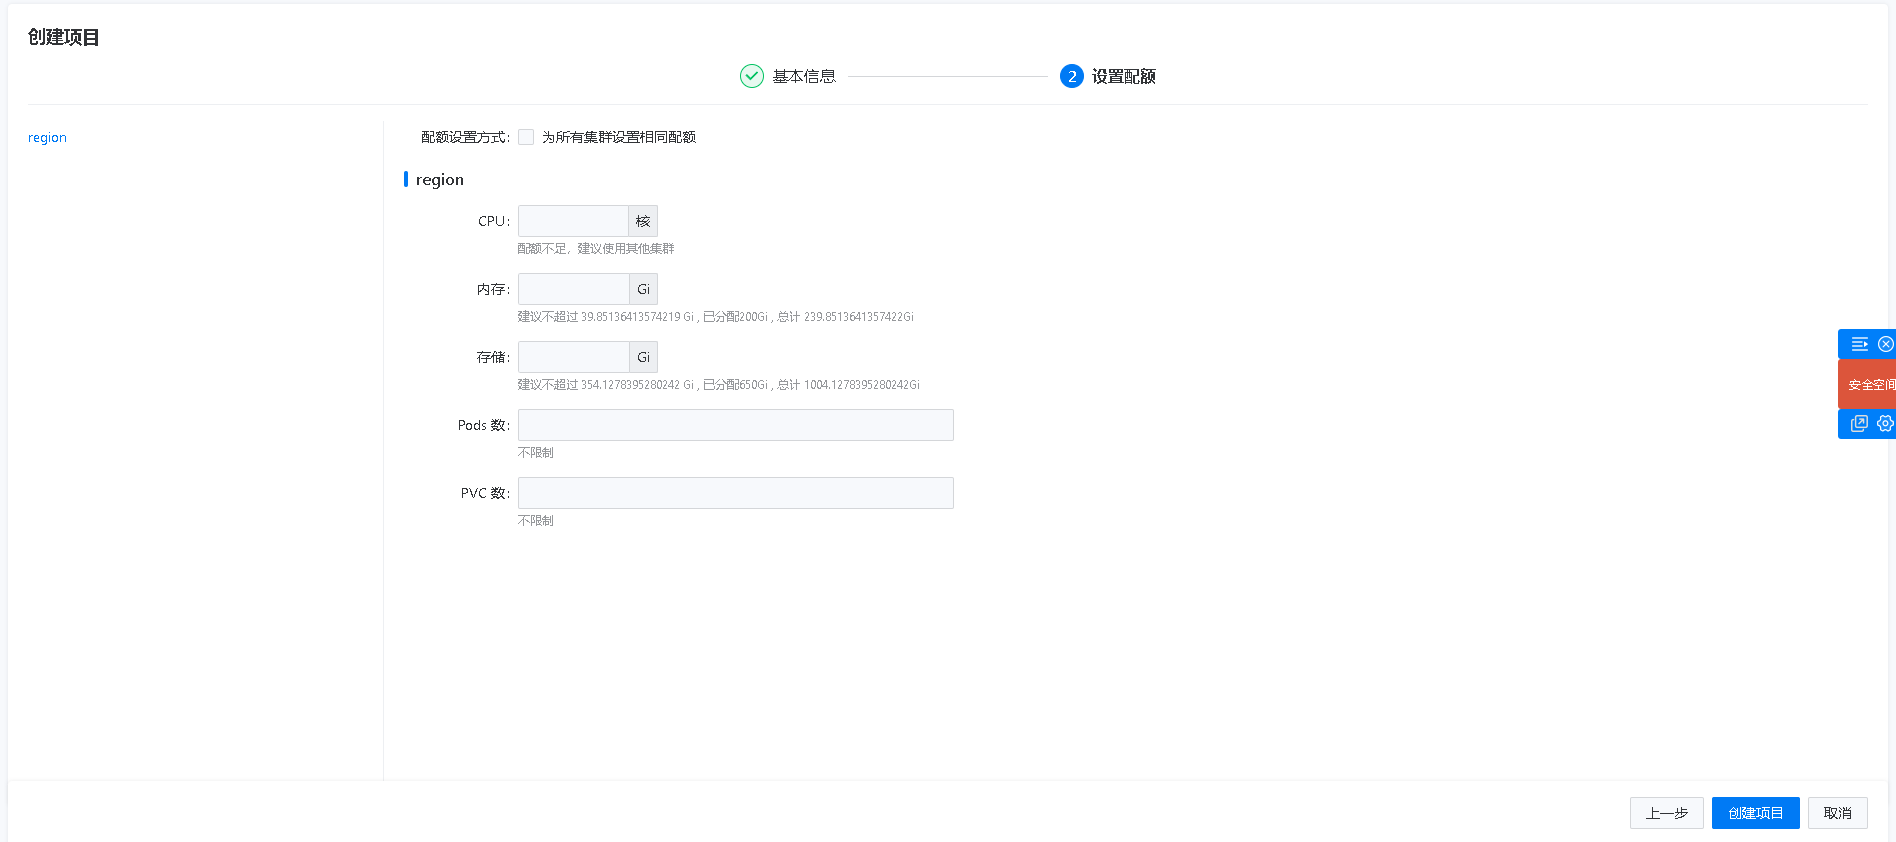 创建项目
基本信息
2 设置配额
region
配额设置方式: 为所有集群设置相同配额
region
CPU: 核
配额不足，建议使用其他集群
内存: Gi
建议不超过 39.85136413574219 Gi , 已分配200Gi , 总计 239.8513641357422Gi
存储: Gi
建议不超过 354.1278395280242 Gi , 已分配650Gi , 总计 1004.1278395280242Gi
Pods 数:
不限制
PVC 数:
不限制
安全空间
上一步 创建项目 取消